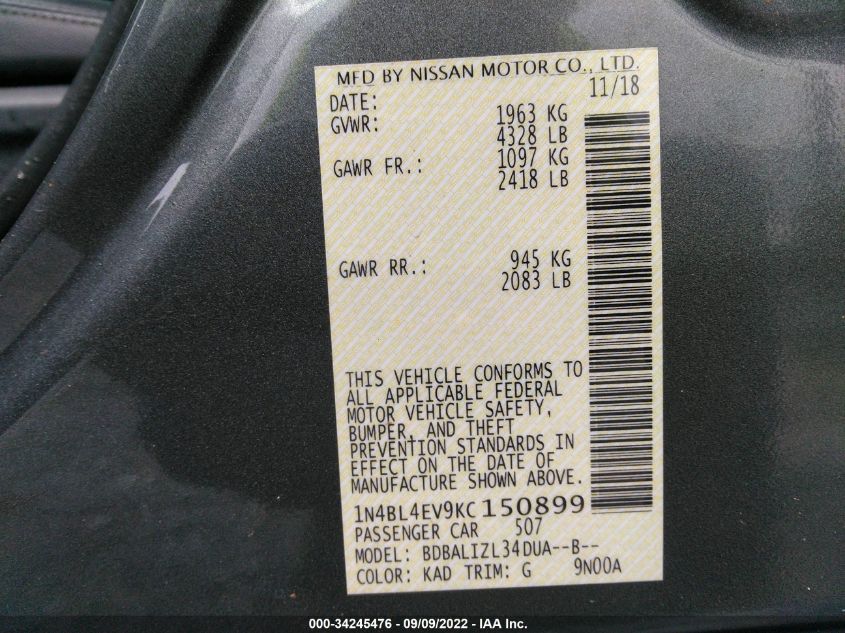 MFD BY NISSAN MOTOR CO., LTD.
DATE: 11/18
GVWR: 1963 KG
4328 LB
GAWR FR.: 1097 KG
2418 LB
GAWR RR.: 945 KG
2083 LB
THIS VEHICLE CONFORMS TO
ALL APPLICABLE FEDERAL
MOTOR VEHICLE SAFETY,
BUMPER, AND THEFT
PREVENTION STANDARDS IN
EFFECT ON THE DATE OF
MANUFACTURE SHOWN ABOVE.
1N4BL4EV9KC150899
PASSENGER CAR 507
MODEL: BDBALIZL34DUA--B--
COLOR: KAD TRIM: G 9N00A
000-34245476 - 09/09/2022 - IAA Inc.